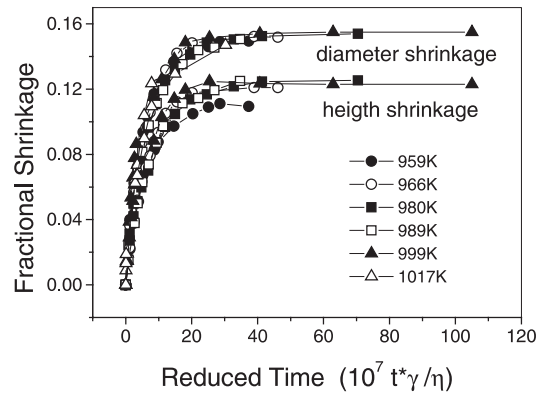 0.16
0.12
0.08
0.04
0.00
Fractional Shrinkage
diameter shrinkage
heigth shrinkage
959K
966K
980K
989K
999K
1017K
0 20 40 60 80 100 120
Reduced Time (10⁷ t*γ/η)